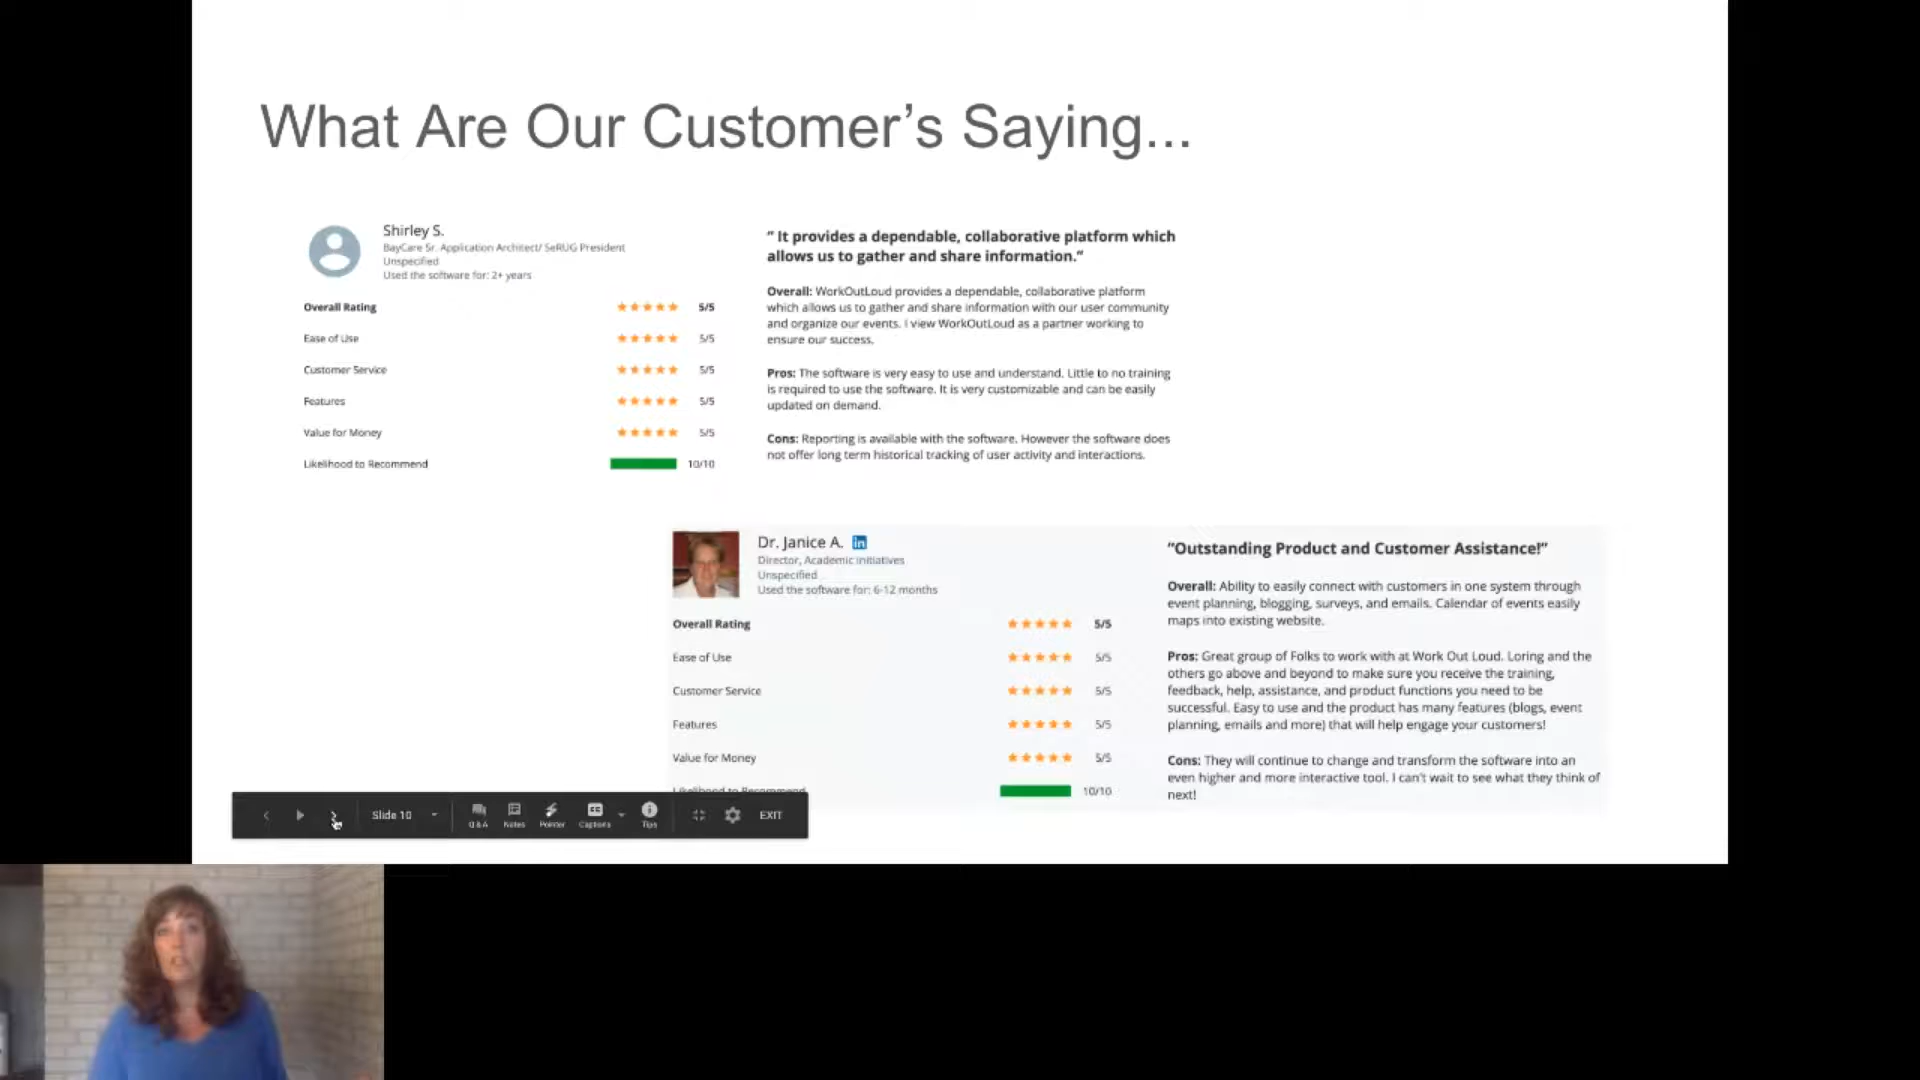 What Are Our Customer’s Saying...
Shirley S.
BayCare Sr. Application Architect/ SeRUG President
Unspecified
Used the software for: 2+ years
Overall Rating 5/5
Ease of Use 5/5
Customer Service 5/5
Features 5/5
Value for Money 5/5
Likelihood to Recommend 10/10
“ It provides a dependable, collaborative platform which
allows us to gather and share information.”
Overall: WorkOutLoud provides a dependable, collaborative platform
which allows us to gather and share information with our user community
and organize our events. I view WorkOutLoud as a partner working to
ensure our success.
Pros: The software is very easy to use and understand. Little to no training
is required to use the software. It is very customizable and can be easily
updated on demand.
Cons: Reporting is available with the software. However the software does
not offer long term historical tracking of user activity and interactions.
Dr. Janice A. in
Director, Academic initiatives
Unspecified
Used the software for: 6-12 months
Overall Rating 5/5
Ease of Use 5/5
Customer Service 5/5
Features 5/5
Value for Money 5/5
Likelihood to Recommend 10/10
“Outstanding Product and Customer Assistance!”
Overall: Ability to easily connect with customers in one system through
event planning, blogging, surveys, and emails. Calendar of events easily
maps into existing website.
Pros: Great group of Folks to work with at Work Out Loud. Loring and the
others go above and beyond to make sure you receive the training,
feedback, help, assistance, and product functions you need to be
successful. Easy to use and the product has many features (blogs, event
planning, emails and more) that will help engage your customers!
Cons: They will continue to change and transform the software into an
even higher and more interactive tool. I can't wait to see what they think of
next!
Slide 10
Q&A
Notes
Pointer
CC
Captions
Tips
EXIT